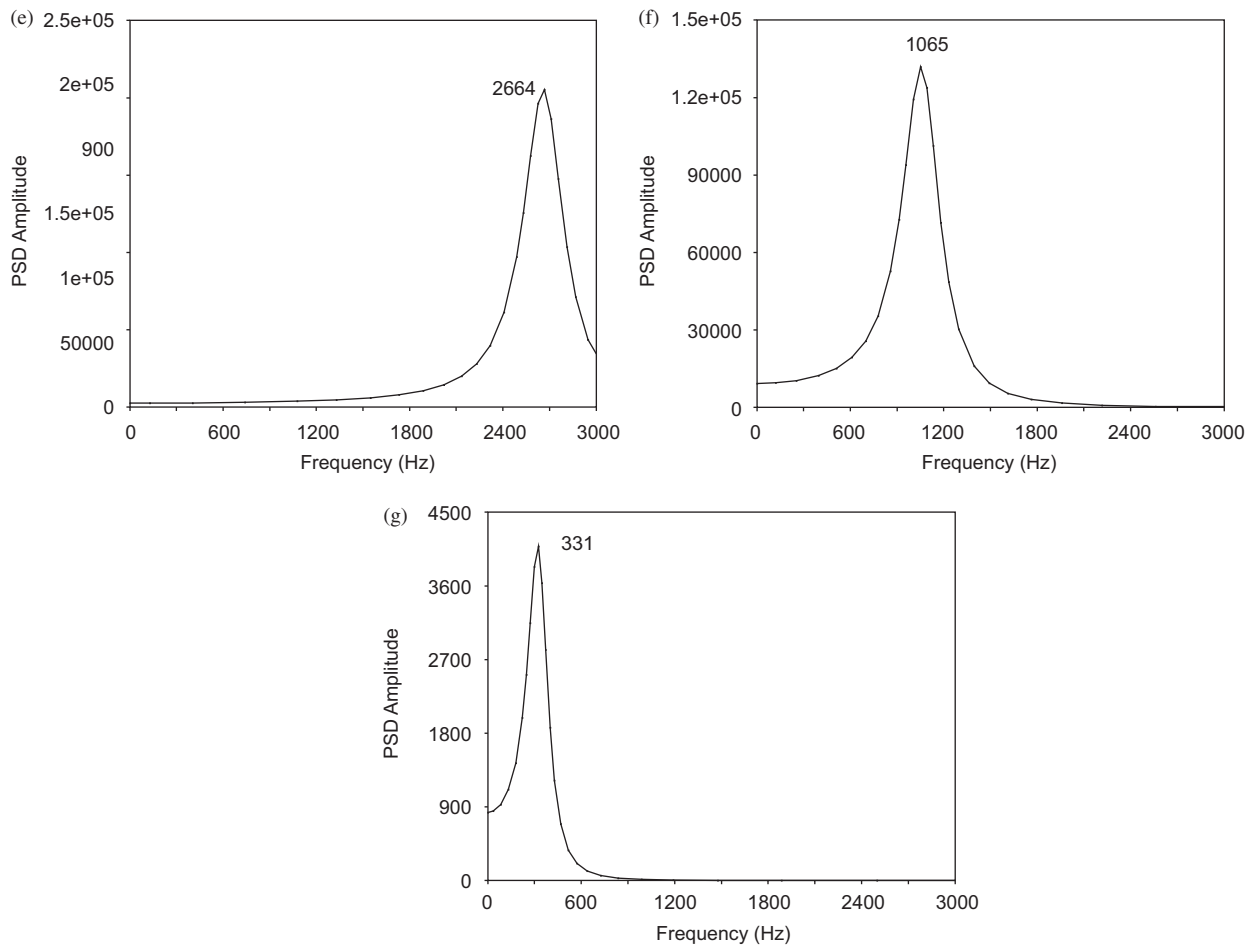 (e)
2.5e+05
2e+05
900
1.5e+05
1e+05
50000
0
PSD Amplitude
2664
0 600 1200 1800 2400 3000
Frequency (Hz)
(f)
1.5e+05
1.2e+05
90000
60000
30000
0
PSD Amplitude
1065
0 600 1200 1800 2400 3000
Frequency (Hz)
(g)
4500
3600
2700
1800
900
0
PSD Amplitude
331
0 600 1200 1800 2400 3000
Frequency (Hz)